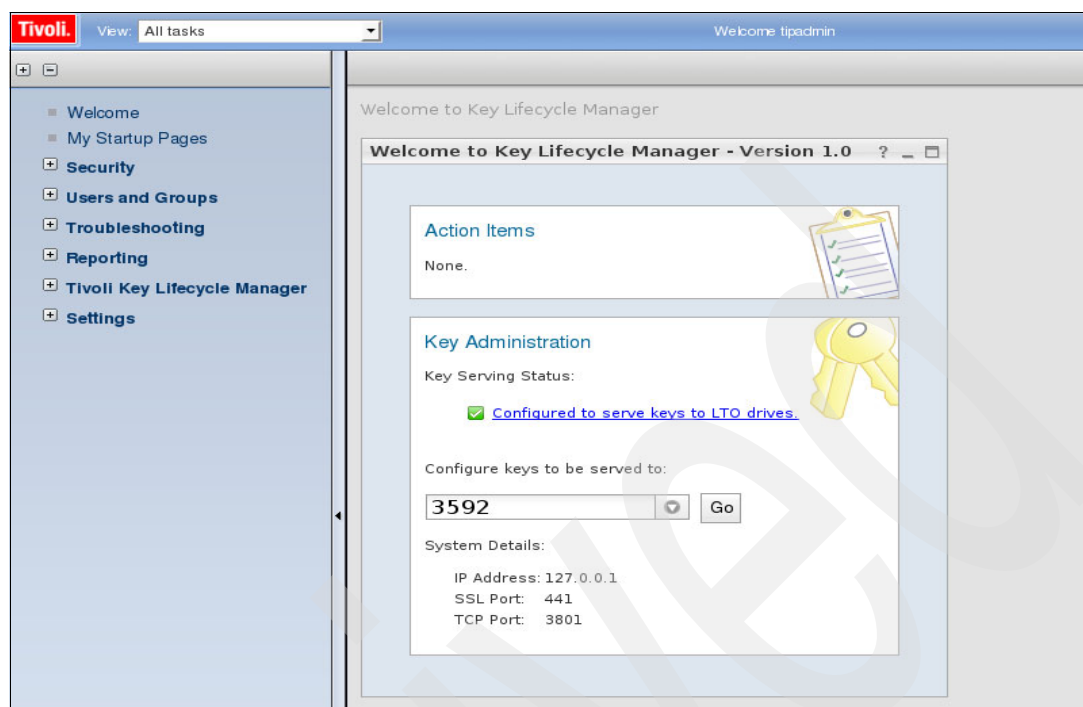 Tivoli. View: All tasks Welcome tipadmin
Welcome
My Startup Pages
Security
Users and Groups
Troubleshooting
Reporting
Tivoli Key Lifecycle Manager
Settings
Welcome to Key Lifecycle Manager
Welcome to Key Lifecycle Manager - Version 1.0 ?
Action Items
None.
Key Administration
Key Serving Status:
Configured to serve keys to LTO drives.
Configure keys to be served to:
3592 Go
System Details:
IP Address: 127.0.0.1
SSL Port: 441
TCP Port: 3801